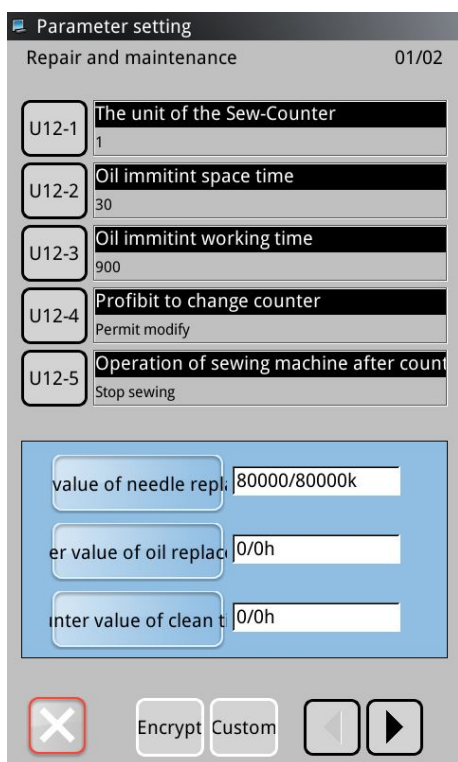 Parameter setting
Repair and maintenance 01/02
U12-1 The unit of the Sew-Counter
1
U12-2 Oil immitint space time
30
U12-3 Oil immitint working time
900
U12-4 Profibit to change counter
Permit modify
U12-5 Operation of sewing machine after count
Stop sewing
value of needle repl 80000/80000k
er value of oil replac 0/0h
nter value of clean t 0/0h
Encrypt Custom